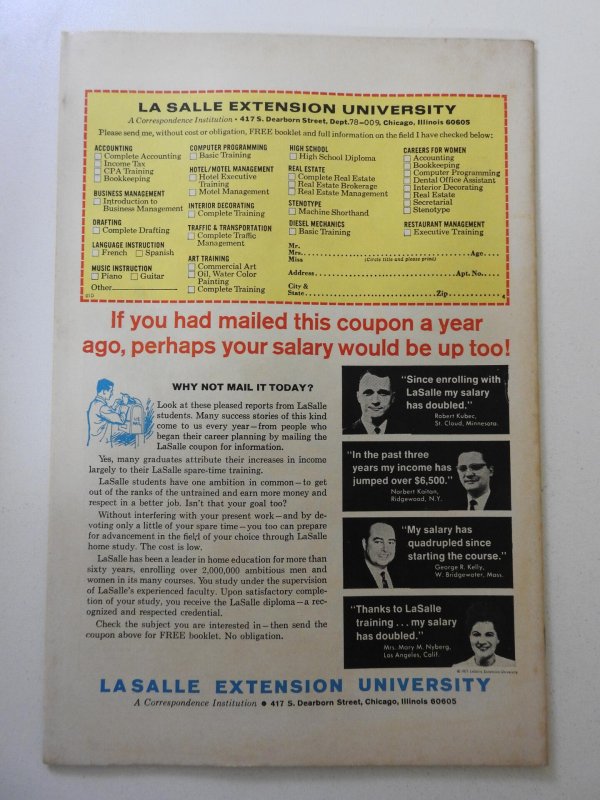 LA SALLE EXTENSION UNIVERSITY
A Correspondence Institution • 417 S. Dearborn Street, Dept. 78-009, Chicago, Illinois 60605
Please send me, without cost or obligation, FREE booklet and full information on the field I have checked below:
ACCOUNTING
Complete Accounting
Income Tax
CPA Training
Bookkeeping
BUSINESS MANAGEMENT
Introduction to
Business Management
DRAFTING
Complete Drafting
LANGUAGE INSTRUCTION
French Spanish
MUSIC INSTRUCTION
Piano Guitar
Other
COMPUTER PROGRAMMING
Basic Training
HOTEL/MOTEL MANAGEMENT
Hotel Executive
Training
Motel Management
INTERIOR DECORATING
Complete Training
TRAFFIC & TRANSPORTATION
Complete Traffic
Management
ART TRAINING
Commercial Art
Oil, Water Color
Painting
Complete Training
HIGH SCHOOL
High School Diploma
REAL ESTATE
Complete Real Estate
Real Estate Brokerage
Real Estate Management
STENOTYPE
Machine Shorthand
DIESEL MECHANICS
Basic Training
CAREERS FOR WOMEN
Accounting
Bookkeeping
Computer Programming
Dental Office Assistant
Interior Decorating
Real Estate
Secretarial
Stenotype
RESTAURANT MANAGEMENT
Executive Training
Mr.
Mrs. Age
Miss (Circle title and please print)
Address Apt. No.
City &
State Zip
4
If you had mailed this coupon a year
ago, perhaps your salary would be up too!
WHY NOT MAIL IT TODAY?
Look at these pleased reports from LaSalle
students. Many success stories of this kind
come to us every year—from people who
began their career planning by mailing the
LaSalle coupon for information.
Yes, many graduates attribute their increases in income
largely to their LaSalle spare-time training.
LaSalle students have one ambition in common—to get
out of the ranks of the untrained and earn more money and
respect in a better job. Isn't that your goal too?
Without interfering with your present work—and by de-
voting only a little of your spare time—you too can prepare
for advancement in the field of your choice through LaSalle
home study. The cost is low.
LaSalle has been a leader in home education for more than
sixty years, enrolling over 2,000,000 ambitious men and
women in its many courses. You study under the supervision
of LaSalle's experienced faculty. Upon satisfactory comple-
tion of your study, you receive the LaSalle diploma—a rec-
ognized and respected credential.
Check the subject you are interested in—then send the
coupon above for FREE booklet. No obligation.
"Since enrolling with
LaSalle my salary
has doubled."
Robert Kubec,
St. Cloud, Minnesota.
"In the past three
years my income has
jumped over $6,500."
Norbert Kaitan,
Ridgewood, N.Y.
"My salary has
quadrupled since
starting the course."
George R. Kelly,
W. Bridgewater, Mass.
"Thanks to LaSalle
training ... my salary
has doubled."
Mrs. Mary M. Nyberg,
Los Angeles, Calif.
LA SALLE EXTENSION UNIVERSITY
A Correspondence Institution • 417 S. Dearborn Street, Chicago, Illinois 60605